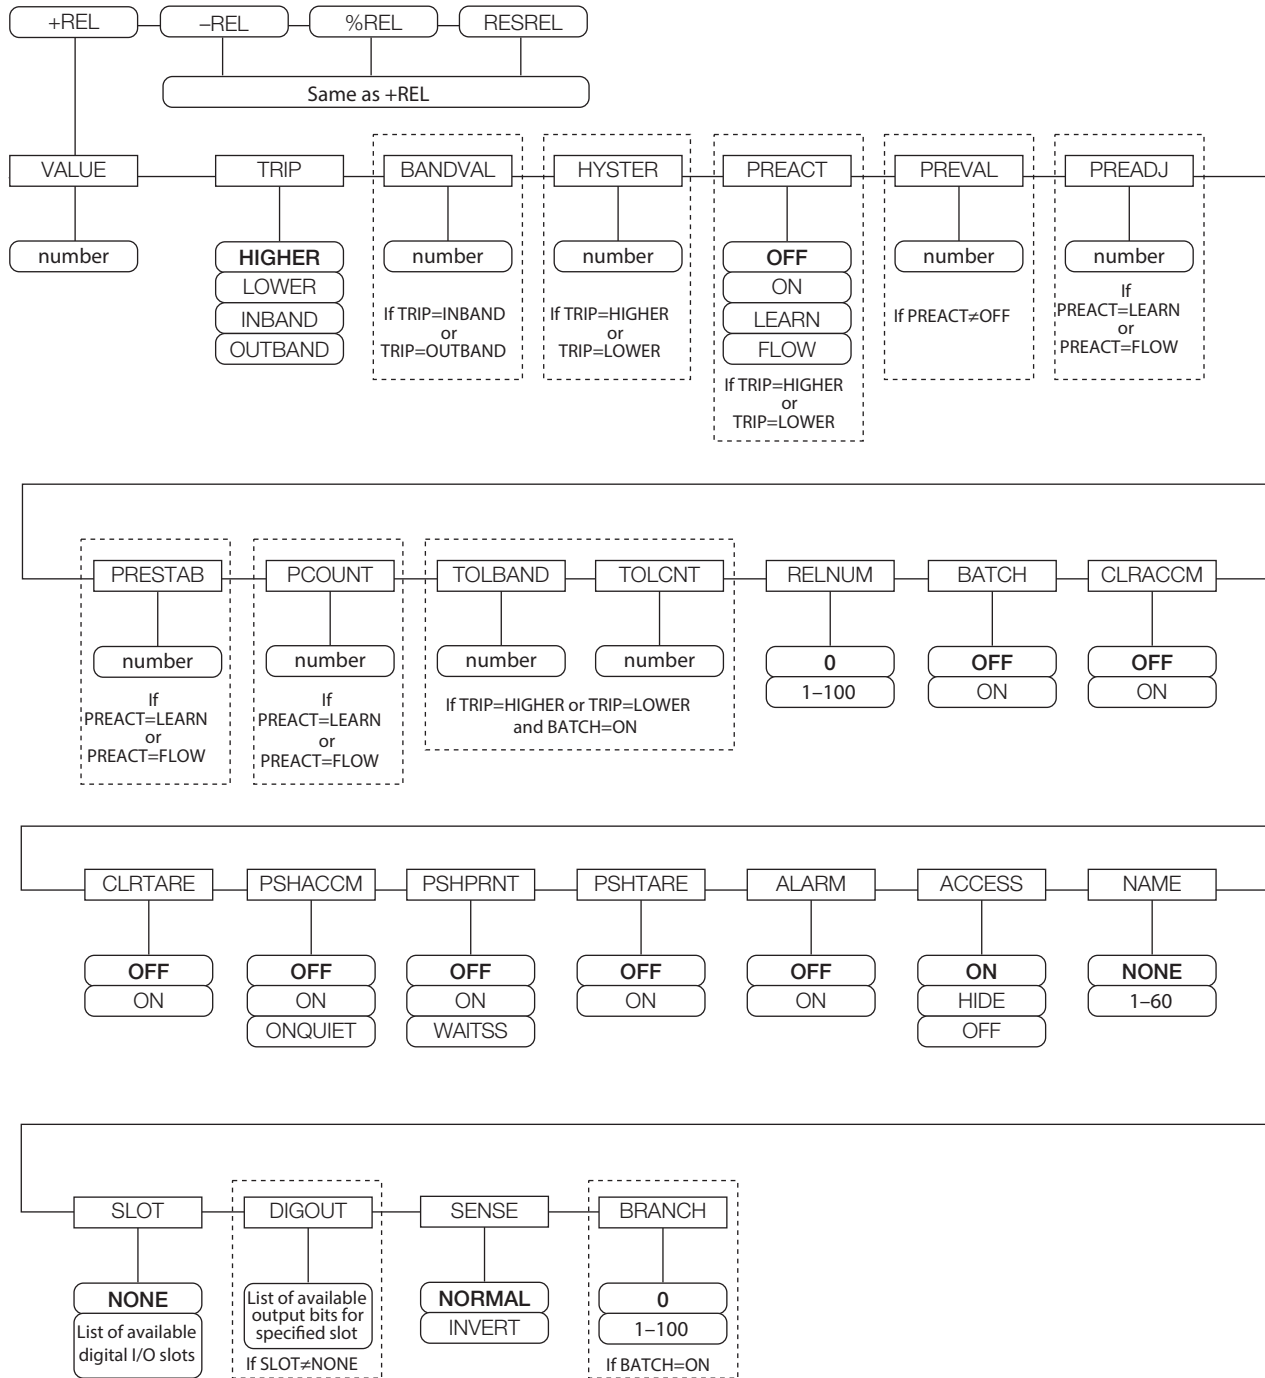 +REL
–REL
%REL
RESREL
Same as +REL
VALUE
TRIP
BANDVAL
HYSTER
PREACT
PREVAL
PREADJ
number
HIGHER
LOWER
INBAND
OUTBAND
number
If TRIP=INBAND
or
TRIP=OUTBAND
number
If TRIP=HIGHER
or
TRIP=LOWER
OFF
ON
LEARN
FLOW
If TRIP=HIGHER
or
TRIP=LOWER
number
If PREACT≠OFF
number
If
PREACT=LEARN
or
PREACT=FLOW
PRESTAB
PCOUNT
TOLBAND
TOLCNT
RELNUM
BATCH
CLRACCM
number
If
PREACT=LEARN
or
PREACT=FLOW
number
If
PREACT=LEARN
or
PREACT=FLOW
number
number
If TRIP=HIGHER or TRIP=LOWER
and BATCH=ON
0
1–100
OFF
ON
OFF
ON
CLRTARE
PSHACCM
PSHPRNT
PSHTARE
ALARM
ACCESS
NAME
OFF
ON
OFF
ON
ONQUIET
OFF
ON
WAITSS
OFF
ON
OFF
ON
ON
HIDE
OFF
NONE
1–60
SLOT
DIGOUT
SENSE
BRANCH
NONE
List of available
digital I/O slots
List of available
output bits for
specified slot
If SLOT≠NONE
NORMAL
INVERT
0
1–100
If BATCH=ON